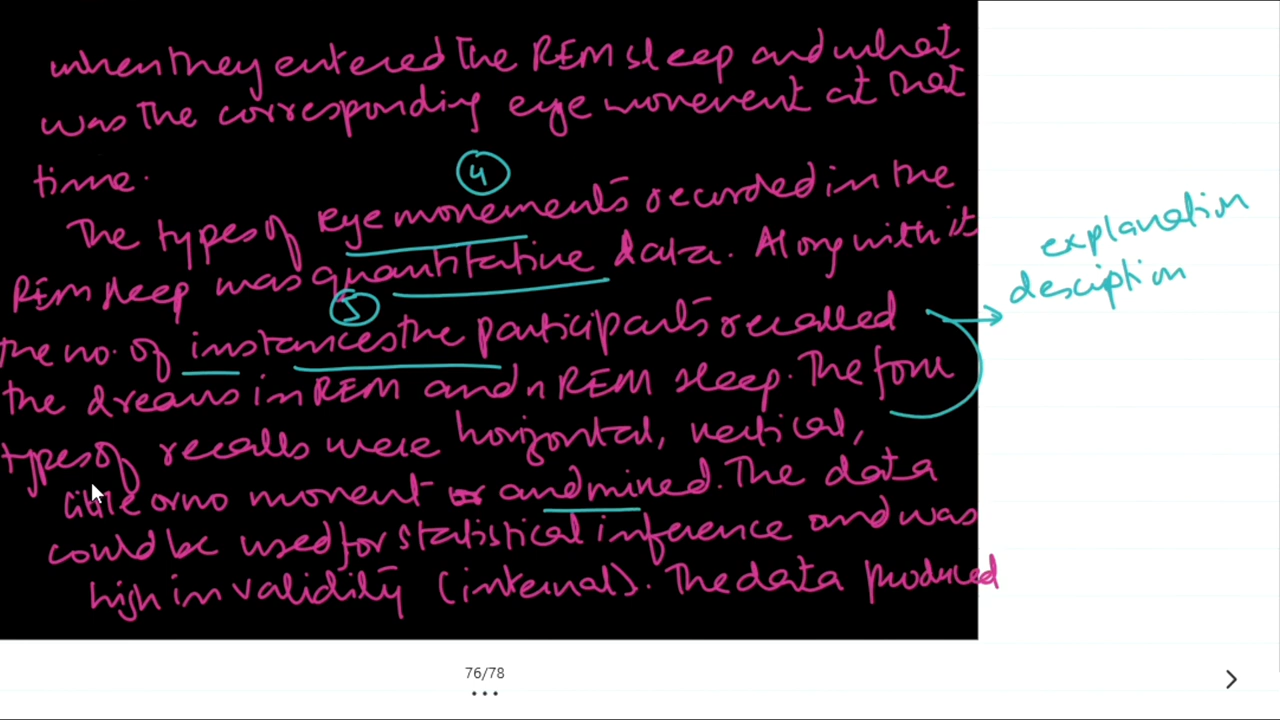 when they entered the REM sleep and what
was the corresponding eye movement at that
time.
4
The types of eye movements recorded in the
REM sleep was quantitative data. Along with it
5
the no. of instances the participants recalled
the dreams in REM and n REM sleep. The four
types of recalls were horizontal, vertical,
little or no movent or and mixed. The data
could be used for statistical inference and was
high in validity (internal). The data produced
explanation
desciption
76/78